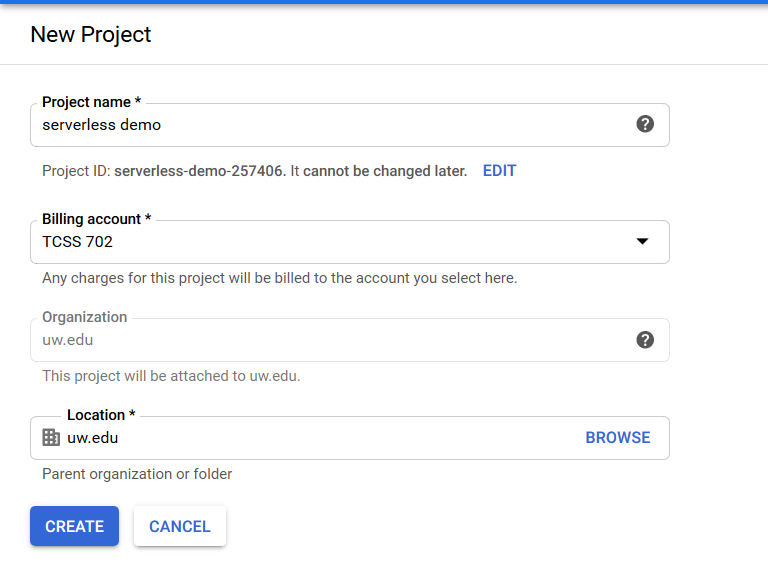 New Project
Project name *
serverless demo
Project ID: serverless-demo-257406. It cannot be changed later. EDIT
Billing account *
TCSS 702
Any charges for this project will be billed to the account you select here.
Organization
uw.edu
This project will be attached to uw.edu.
Location *
uw.edu BROWSE
Parent organization or folder
CREATE CANCEL